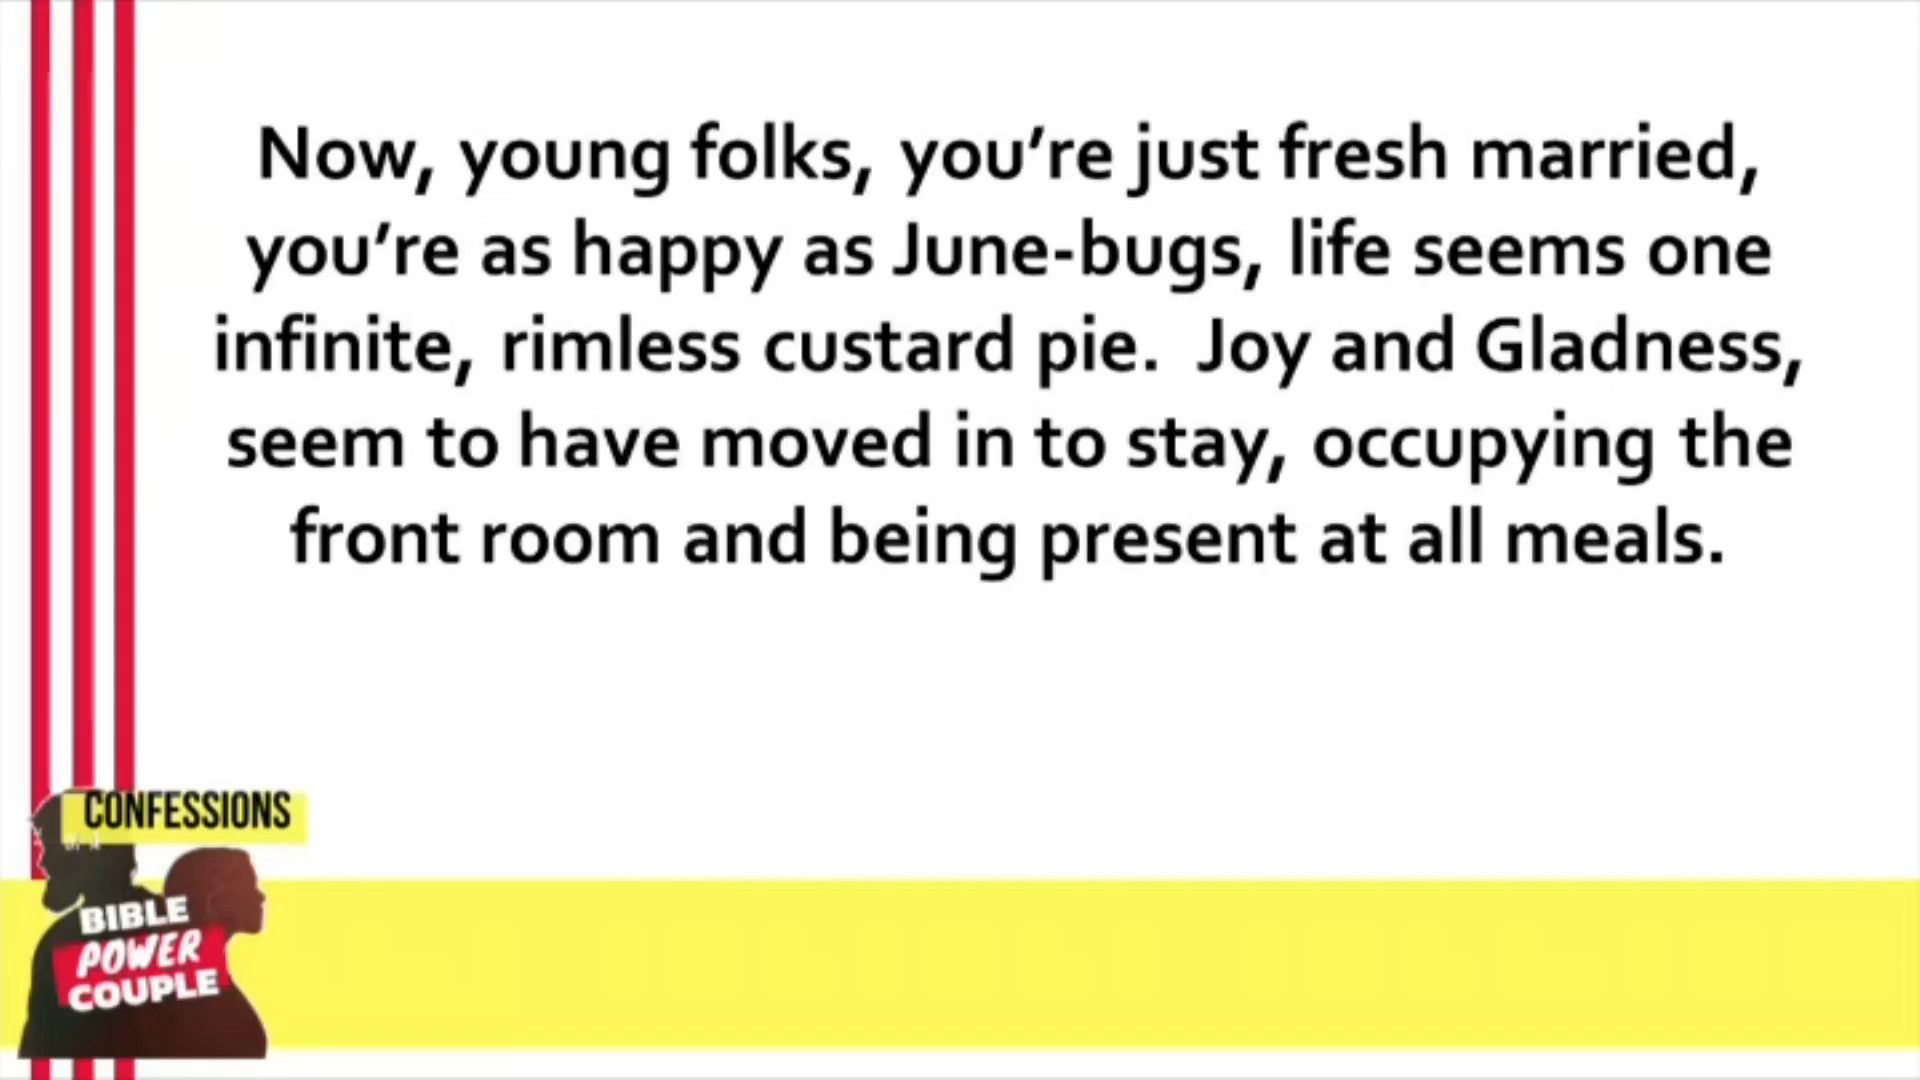 Now, young folks, you’re just fresh married,
you’re as happy as June-bugs, life seems one
infinite, rimless custard pie.  Joy and Gladness,
seem to have moved in to stay, occupying the
front room and being present at all meals.
CONFESSIONS
BIBLE
POWER
COUPLE